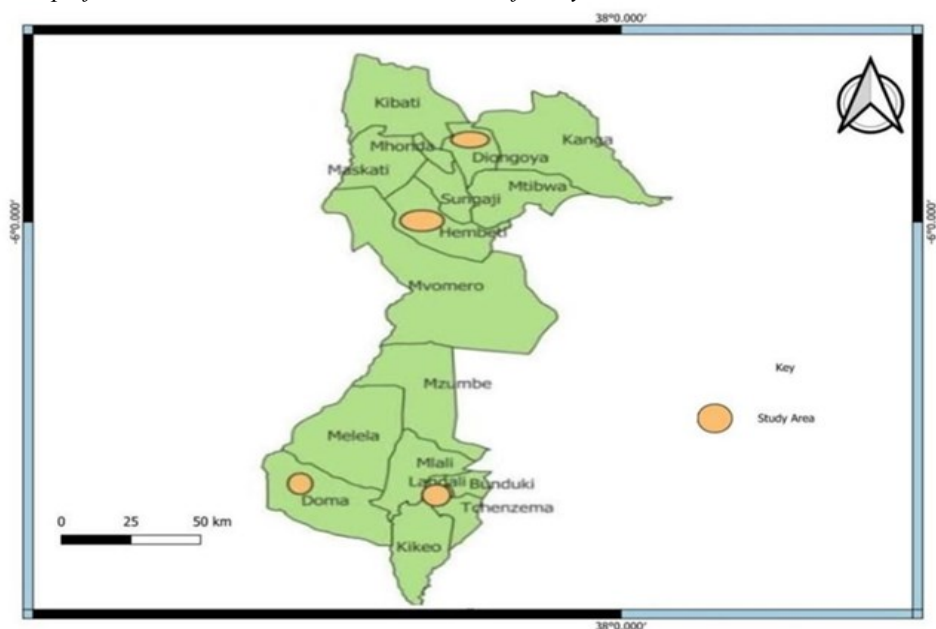 38°0.000'
Kibati
Kanga
Mhonda
Diongoya
Maskati
Mtibwa
Sungaji
-6°0.000'
-6°0.000'
Hembeti
Mvomero
Key
Mzumbe
Study Area
Melela
Mlali
Langali
Bunduki
Doma
Tchenzema
0 25 50 km
Kikeo
38°0.000'